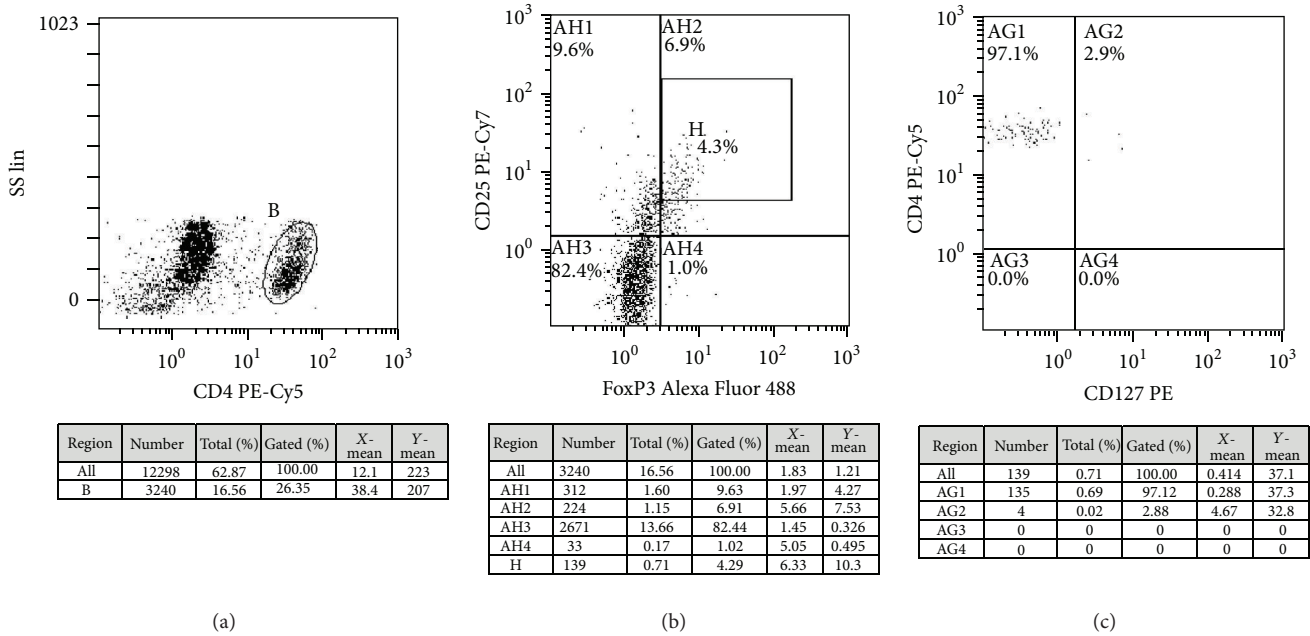 1023
0
SS lin
B
10^0
10^1
10^2
10^3
CD4 PE-Cy5
Region Number Total (%) Gated (%) X-mean Y-mean
All 12298 62.87 100.00 12.1 223
B 3240 16.56 26.35 38.4 207
(a)
10^3
10^2
10^1
10^0
CD25 PE-Cy7
AH1
9.6%
AH2
6.9%
H
4.3%
AH3
82.4%
AH4
1.0%
10^0
10^1
10^2
10^3
FoxP3 Alexa Fluor 488
Region Number Total (%) Gated (%) X-mean Y-mean
All 3240 16.56 100.00 1.83 1.21
AH1 312 1.60 9.63 1.97 4.27
AH2 224 1.15 6.91 5.66 7.53
AH3 2671 13.66 82.44 1.45 0.326
AH4 33 0.17 1.02 5.05 0.495
H 139 0.71 4.29 6.33 10.3
(b)
10^3
10^2
10^1
10^0
CD4 PE-Cy5
AG1
97.1%
AG2
2.9%
AG3
0.0%
AG4
0.0%
10^0
10^1
10^2
10^3
CD127 PE
Region Number Total (%) Gated (%) X-mean Y-mean
All 139 0.71 100.00 0.414 37.1
AG1 135 0.69 97.12 0.288 37.3
AG2 4 0.02 2.88 4.67 32.8
AG3 0 0 0 0 0
AG4 0 0 0 0 0
(c)